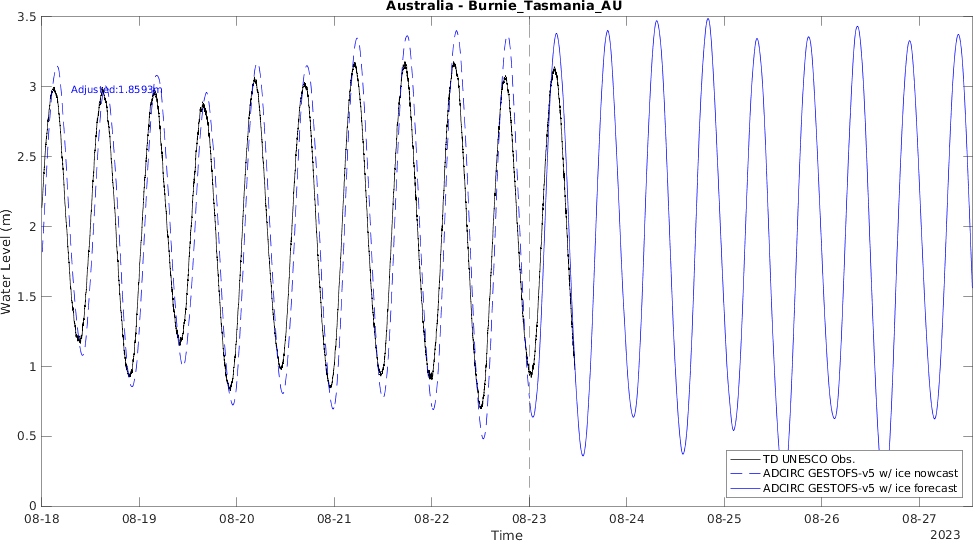 Australia - Burnie_Tasmania_AU
3.5
3
2.5
2
1.5
1
0.5
0
Water Level (m)
Adjusted:1.8593m
TD UNESCO Obs.
ADCIRC GESTOFS-v5 w/ ice nowcast
ADCIRC GESTOFS-v5 w/ ice forecast
08-18 08-19 08-20 08-21 08-22 08-23 08-24 08-25 08-26 08-27
Time
2023